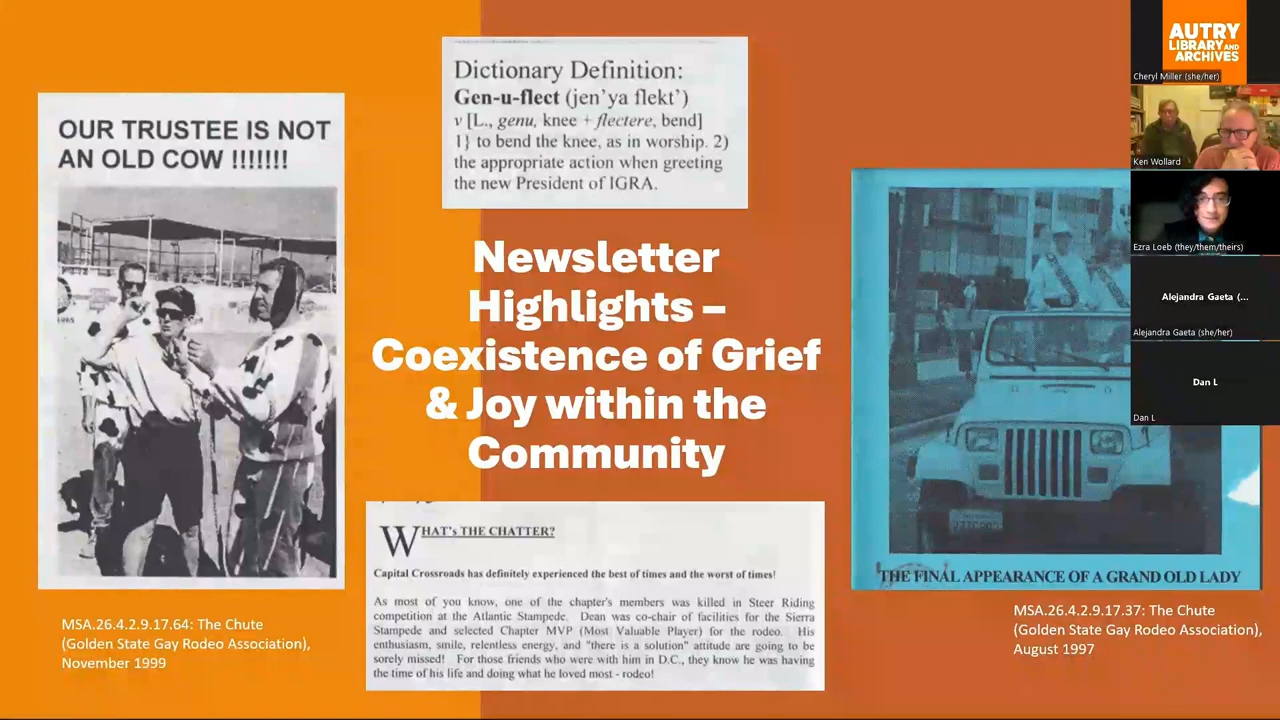 OUR TRUSTEE IS NOT
AN OLD COW !!!!!!!
MSA.26.4.2.9.17.64: The Chute
(Golden State Gay Rodeo Association),
November 1999
Dictionary Definition:
Gen-u-flect (jen'ya flekt')
v [L., genu, knee + flectere, bend]
1} to bend the knee, as in worship. 2)
the appropriate action when greeting
the new President of IGRA.
Newsletter
Highlights –
Coexistence of Grief
& Joy within the
Community
WHAT's THE CHATTER?
Capital Crossroads has definitely experienced the best of times and the worst of times!
As most of you know, one of the chapter's members was killed in Steer Riding
competition at the Atlantic Stampede. Dean was co-chair of facilities for the Sierra
Stampede and selected Chapter MVP (Most Valuable Player) for the rodeo. His
enthusiasm, smile, relentless energy, and "there is a solution" attitude are going to be
sorely missed! For those friends who were with him in D.C., they know he was having
the time of his life and doing what he loved most - rodeo!
THE FINAL APPEARANCE OF A GRAND OLD LADY
MSA.26.4.2.9.17.37: The Chute
(Golden State Gay Rodeo Association),
August 1997
AUTRY
LIBRARY AND
ARCHIVES
Cheryl Miller (she/her)
Ken Wollard
Ezra Loeb (they/them/theirs)
Alejandra Gaeta (...
Alejandra Gaeta (she/her)
Dan L
Dan L